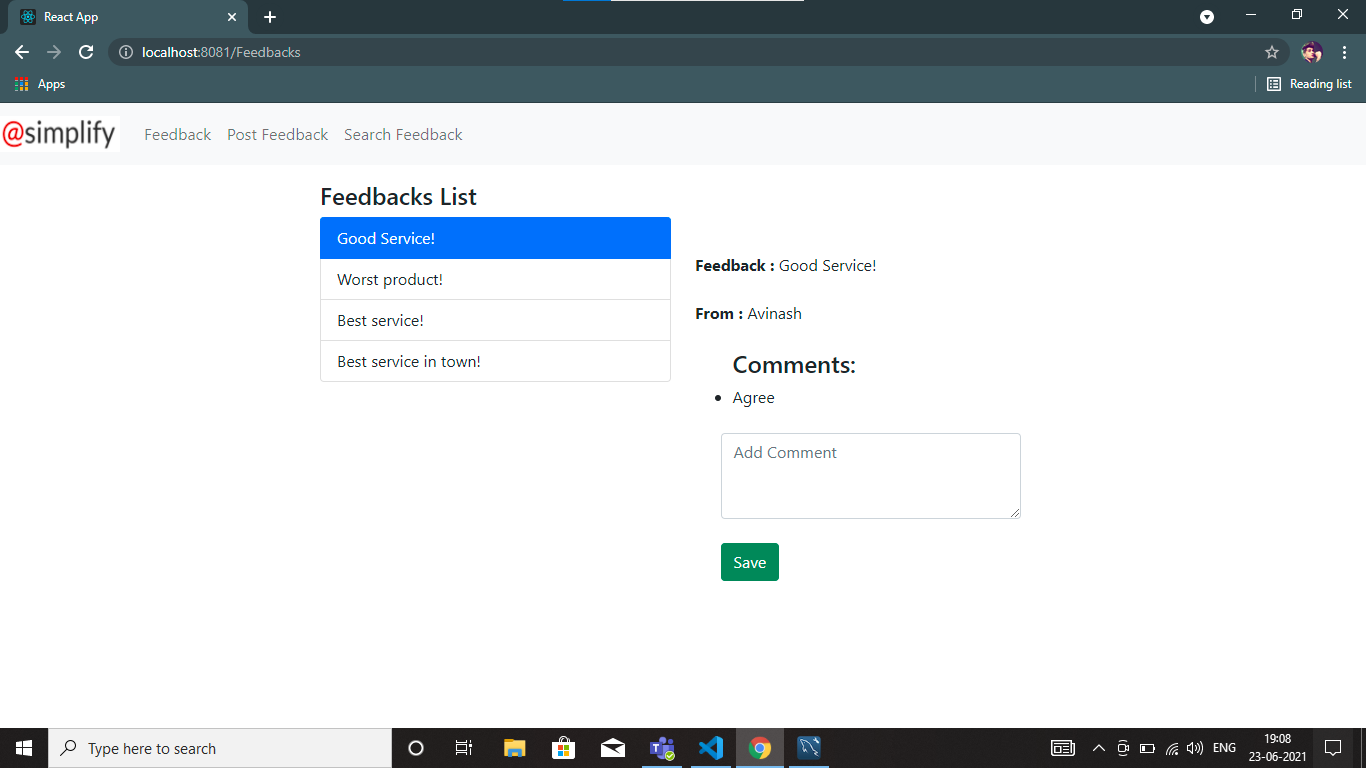 React App
localhost:8081/Feedbacks
Apps
Reading list
@simplify
Feedback Post Feedback Search Feedback
Feedbacks List
Good Service!
Worst product!
Best service!
Best service in town!
Feedback : Good Service!
From : Avinash
Comments:
Agree
Add Comment
Save
Type here to search
ENG
19:08
23-06-2021